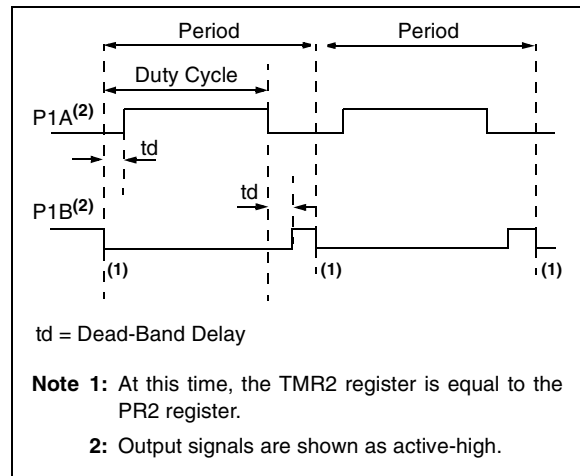 Period Period
Duty Cycle
P1A(2)
td
td
P1B(2)
(1) (1) (1)
td = Dead-Band Delay
Note 1: At this time, the TMR2 register is equal to the
PR2 register.
2: Output signals are shown as active-high.